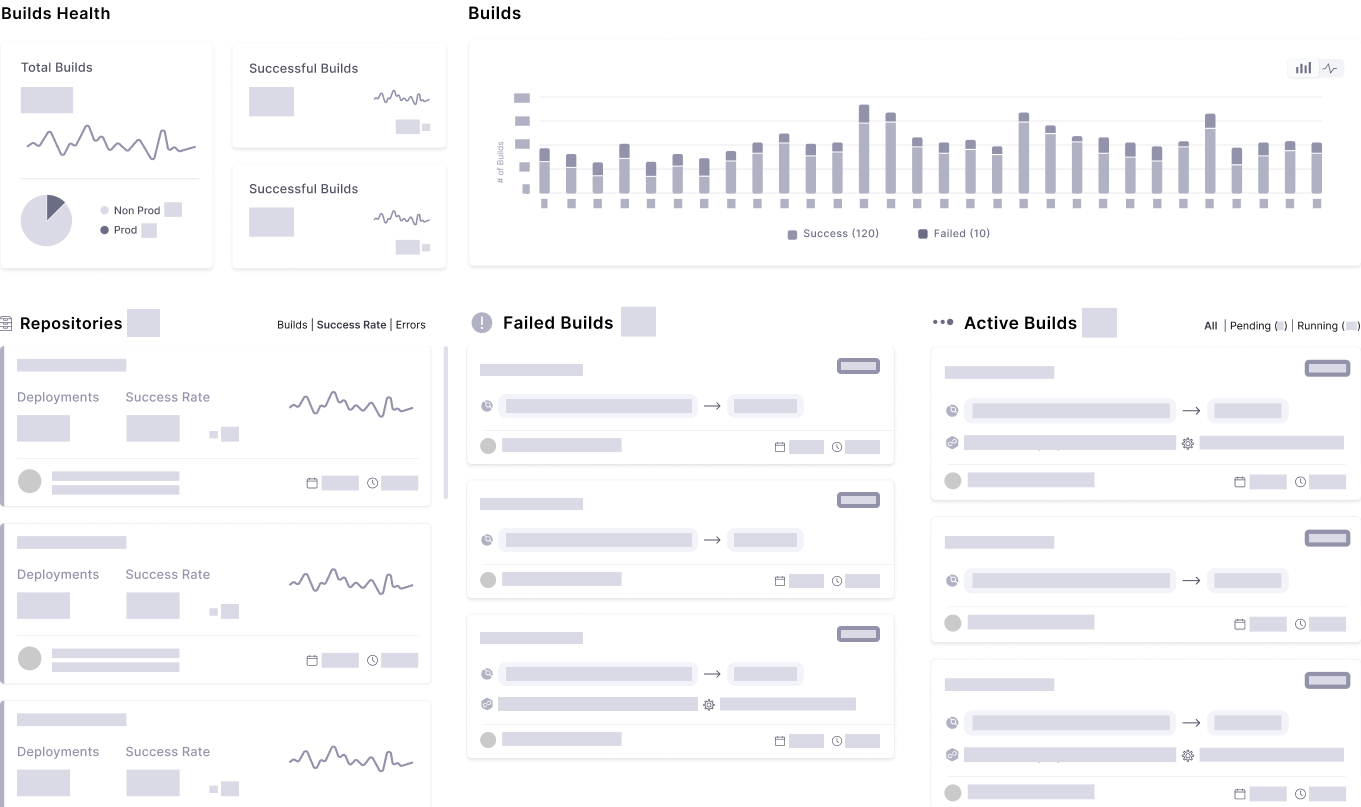 Builds Health
Total Builds
Non Prod
Prod
Successful Builds
Successful Builds
Builds
# of Builds
Success (120)
Failed (10)
Repositories
Builds | Success Rate | Errors
Deployments
Success Rate
Deployments
Success Rate
Deployments
Success Rate
Failed Builds
Active Builds
All | Pending ( ) | Running ( )